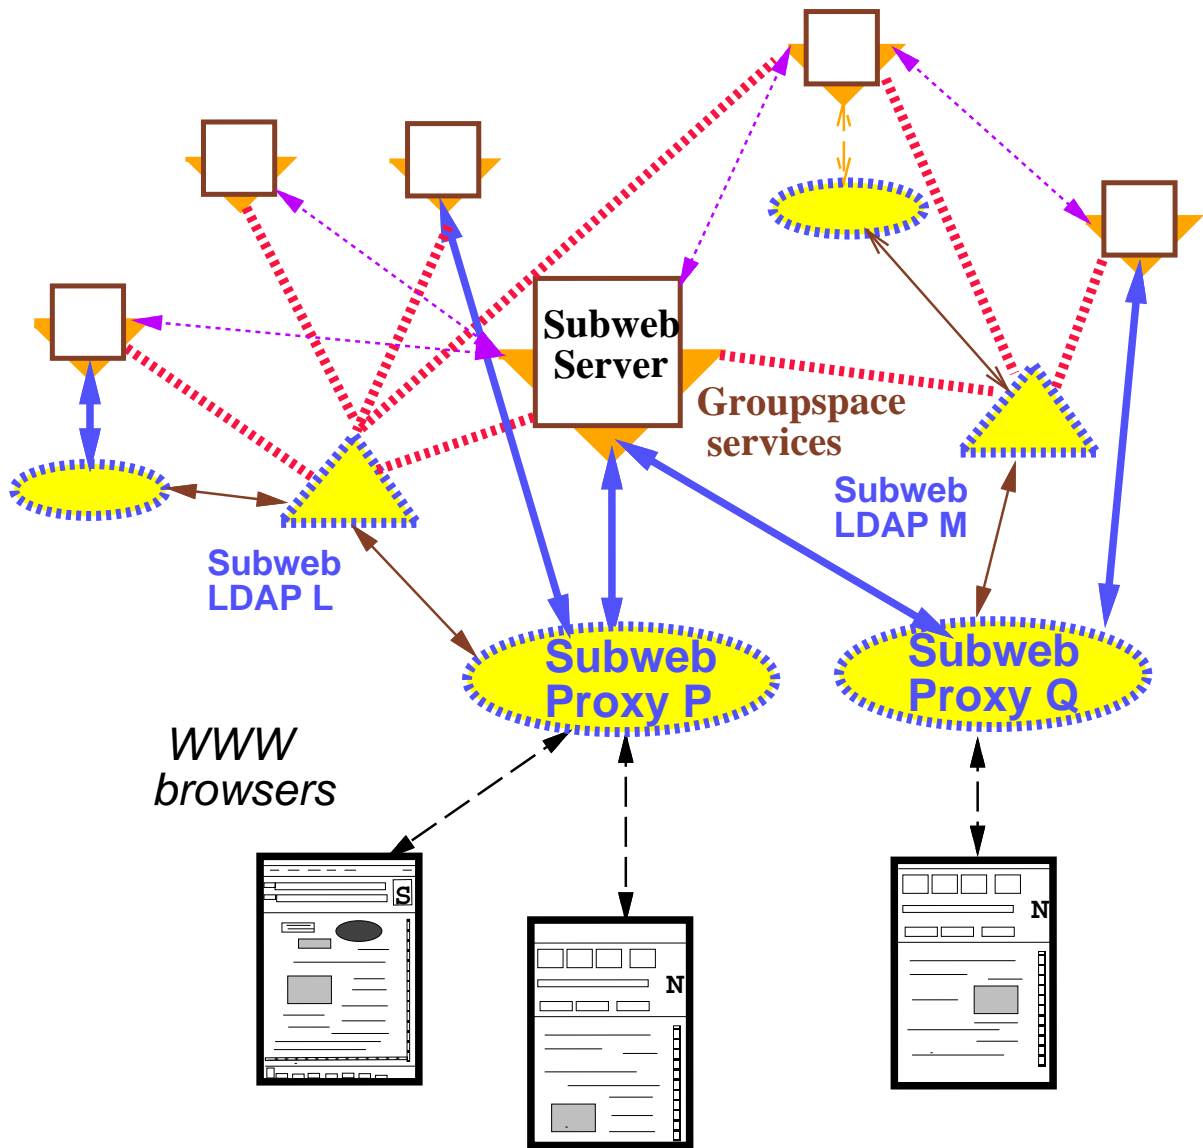 Subweb
Server
Groupspace
services
Subweb
LDAP M
Subweb
LDAP L
Subweb
Proxy P
Subweb
Proxy Q
WWW
browsers
S
N
N